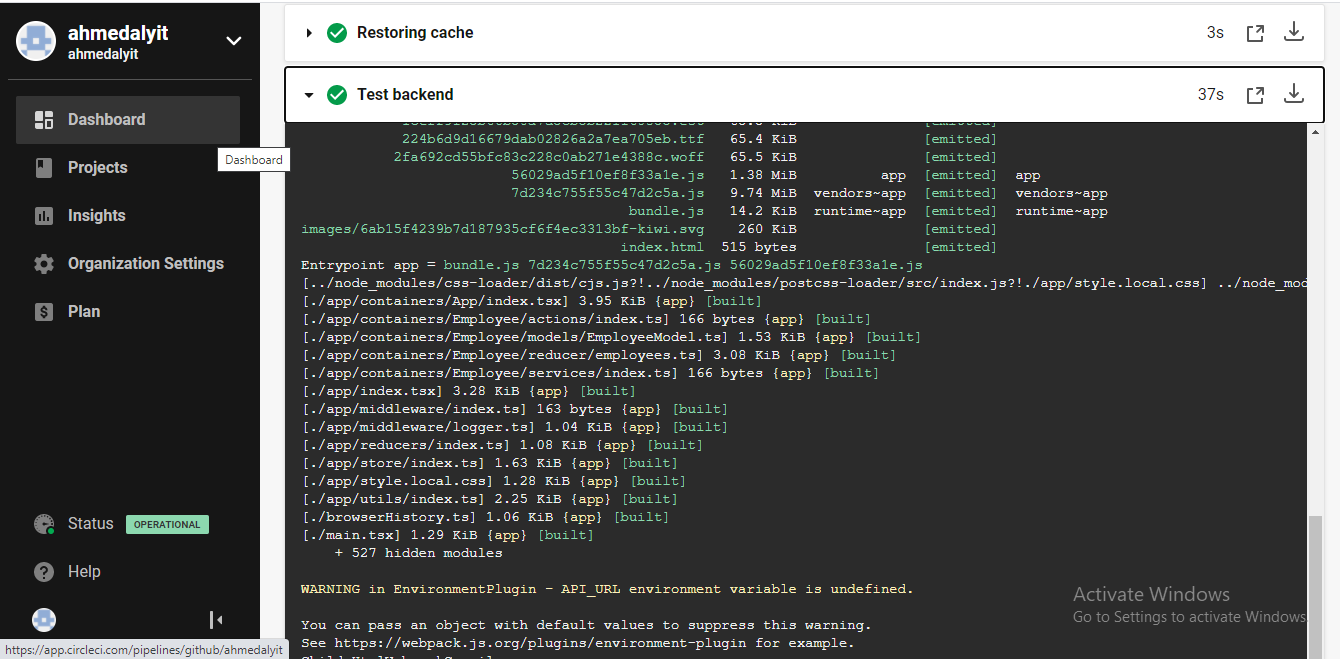 ahmedalyit
ahmedalyit
Dashboard
Dashboard
Projects
Insights
Organization Settings
Plan
Status OPERATIONAL
Help
https://app.circleci.com/pipelines/github/ahmedalyit
Restoring cache 3s
Test backend 37s
224b6d9d16679dab02826a2a7ea705eb.ttf 65.4 KiB [emitted]
2fa692cd55bfc83c228c0ab271e4388c.woff 65.5 KiB [emitted]
56029ad5f10ef8f33a1e.js 1.38 MiB app [emitted] app
7d234c755f55c47d2c5a.js 9.74 MiB vendors~app [emitted] vendors~app
bundle.js 14.2 KiB runtime~app [emitted] runtime~app
images/6ab15f4239b7d187935cf6f4ec3313bf-kiwi.svg 260 KiB [emitted]
index.html 515 bytes [emitted]
Entrypoint app = bundle.js 7d234c755f55c47d2c5a.js 56029ad5f10ef8f33a1e.js
[../node_modules/css-loader/dist/cjs.js?!../node_modules/postcss-loader/src/index.js?!./app/style.local.css] ../node_mod
[./app/containers/App/index.tsx] 3.95 KiB {app} [built]
[./app/containers/Employee/actions/index.ts] 166 bytes {app} [built]
[./app/containers/Employee/models/EmployeeModel.ts] 1.53 KiB {app} [built]
[./app/containers/Employee/reducer/employees.ts] 3.08 KiB {app} [built]
[./app/containers/Employee/services/index.ts] 166 bytes {app} [built]
[./app/index.tsx] 3.28 KiB {app} [built]
[./app/middleware/index.ts] 163 bytes {app} [built]
[./app/middleware/logger.ts] 1.04 KiB {app} [built]
[./app/reducers/index.ts] 1.08 KiB {app} [built]
[./app/store/index.ts] 1.63 KiB {app} [built]
[./app/style.local.css] 1.28 KiB {app} [built]
[./app/utils/index.ts] 2.25 KiB {app} [built]
[./browserHistory.ts] 1.06 KiB {app} [built]
[./main.tsx] 1.29 KiB {app} [built]
+ 527 hidden modules
WARNING in EnvironmentPlugin - API_URL environment variable is undefined.
You can pass an object with default values to suppress this warning.
See https://webpack.js.org/plugins/environment-plugin for example.
Activate Windows
Go to Settings to activate Windows